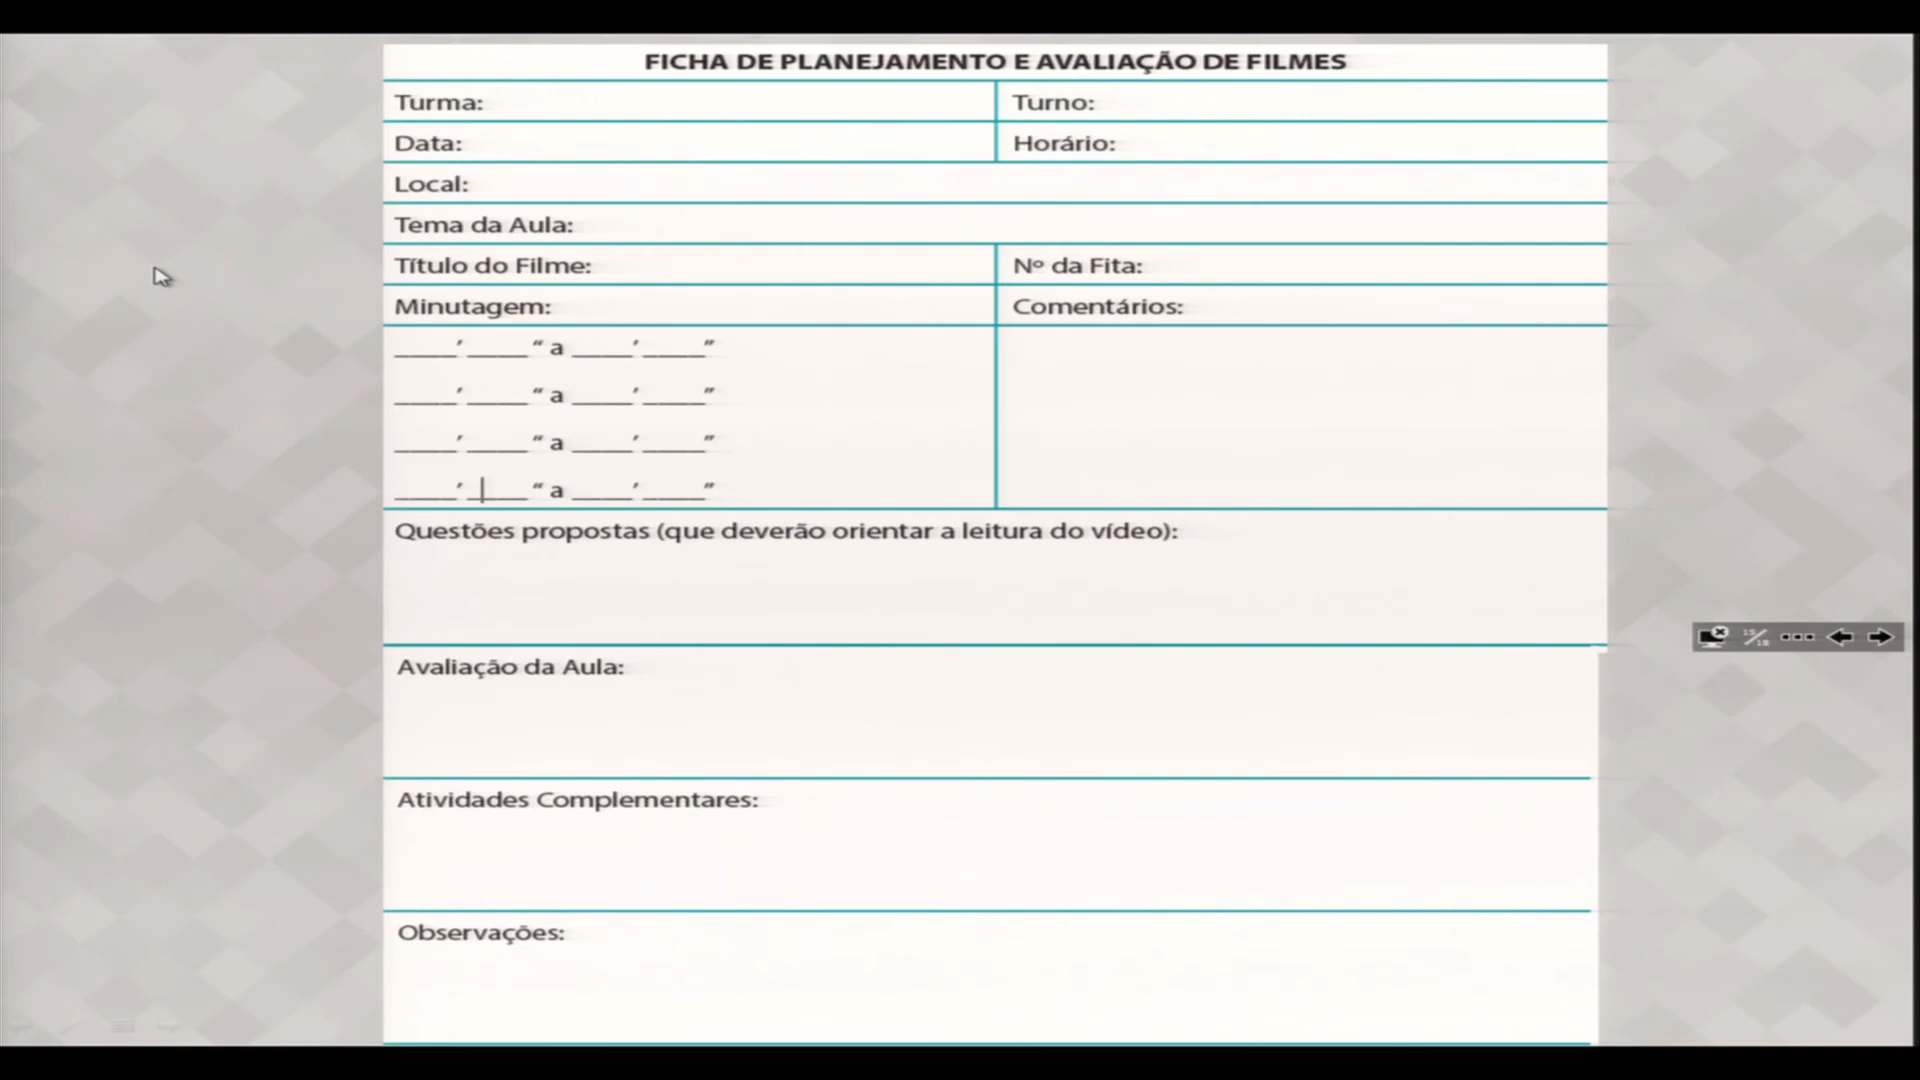 FICHA DE PLANEJAMENTO E AVALIAÇÃO DE FILMES
Turma: Turno:
Data: Horário:
Local:
Tema da Aula:
Título do Filme: Nº da Fita:
Minutagem: Comentários:
____’ ____ “ a ____’ ____”
____’ ____ “ a ____’ ____”
____’ ____ “ a ____’ ____”
____’ ____ “ a ____’ ____”
Questões propostas (que deverão orientar a leitura do vídeo):
15/18
Avaliação da Aula:
Atividades Complementares:
Observações: